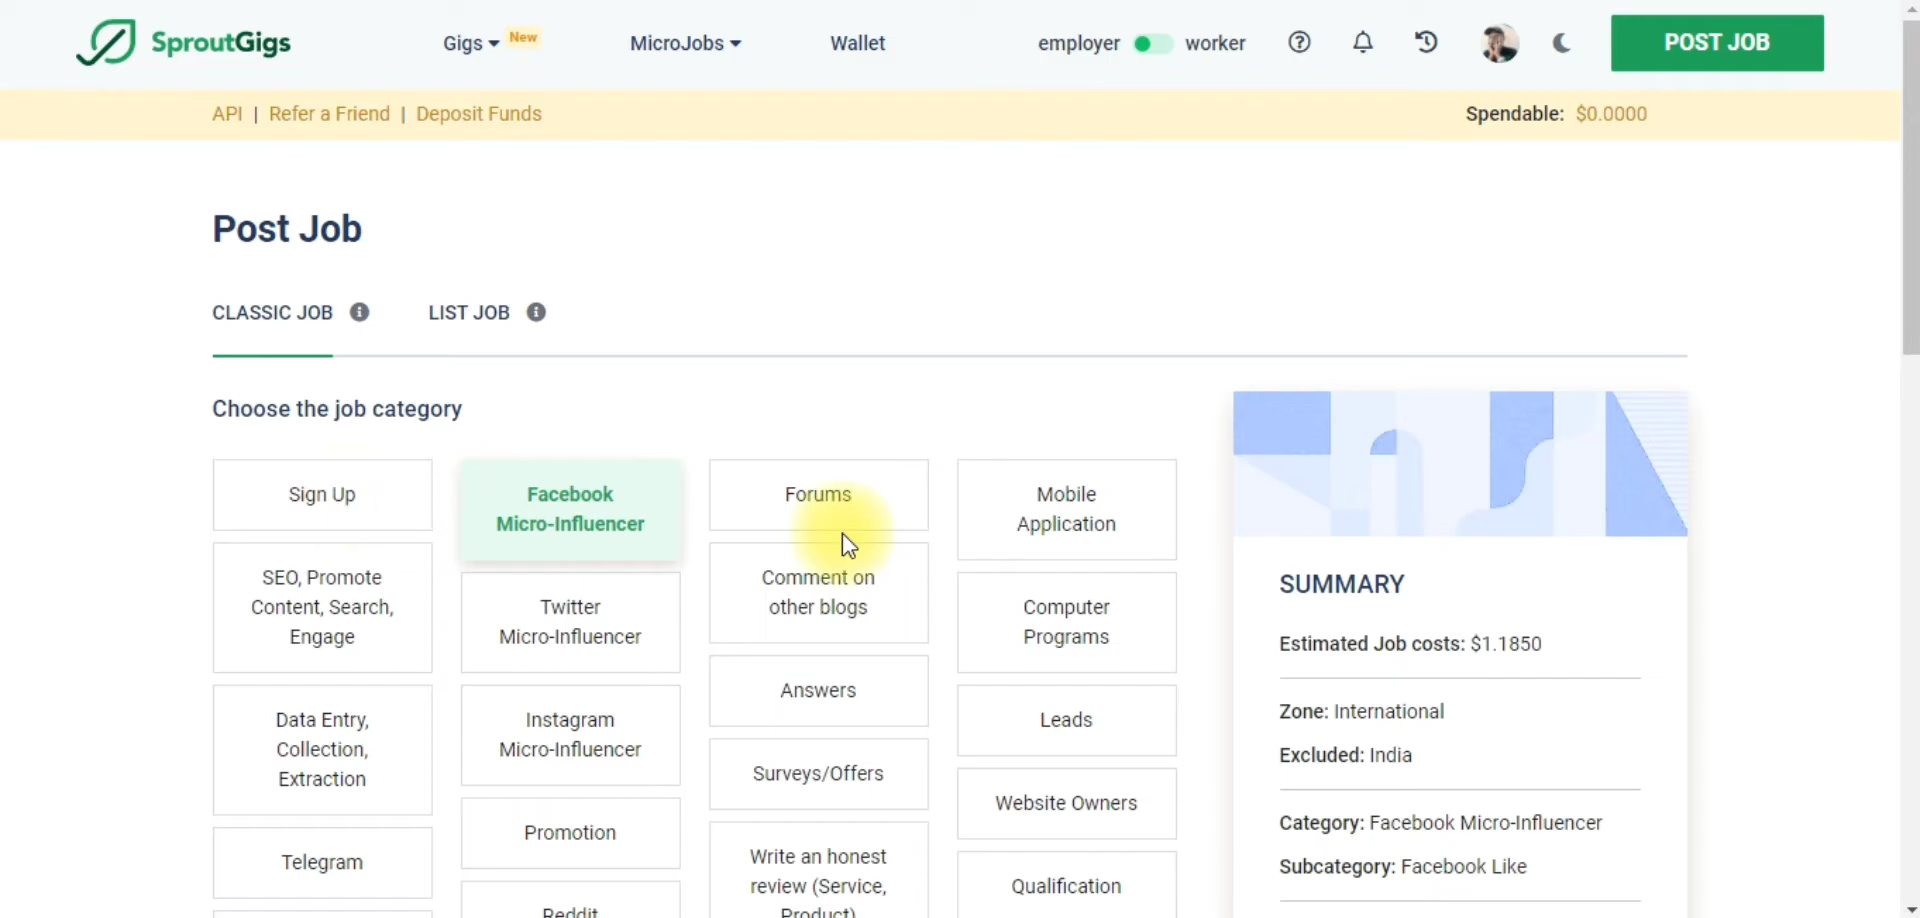 SproutGigs
Gigs
New
MicroJobs
Wallet
employer
worker
POST JOB
API | Refer a Friend | Deposit Funds
Spendable: $0.0000
Post Job
CLASSIC JOB
LIST JOB
Choose the job category
Sign Up
SEO, Promote
Content, Search,
Engage
Data Entry,
Collection,
Extraction
Telegram
Facebook
Micro-Influencer
Twitter
Micro-Influencer
Instagram
Micro-Influencer
Promotion
Reddit
Forums
Comment on
other blogs
Answers
Surveys/Offers
Write an honest
review (Service,
Product)
Mobile
Application
Computer
Programs
Leads
Website Owners
Qualification
SUMMARY
Estimated Job costs: $1.1850
Zone: International
Excluded: India
Category: Facebook Micro-Influencer
Subcategory: Facebook Like